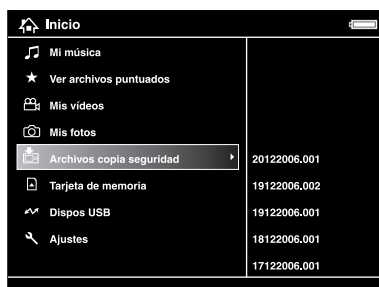 Inicio
Mi música
Ver archivos puntuados
Mis vídeos
Mis fotos
Archivos copia seguridad
20122006.001
Tarjeta de memoria
19122006.002
Dispos USB
19122006.001
Ajustes
18122006.001
17122006.001